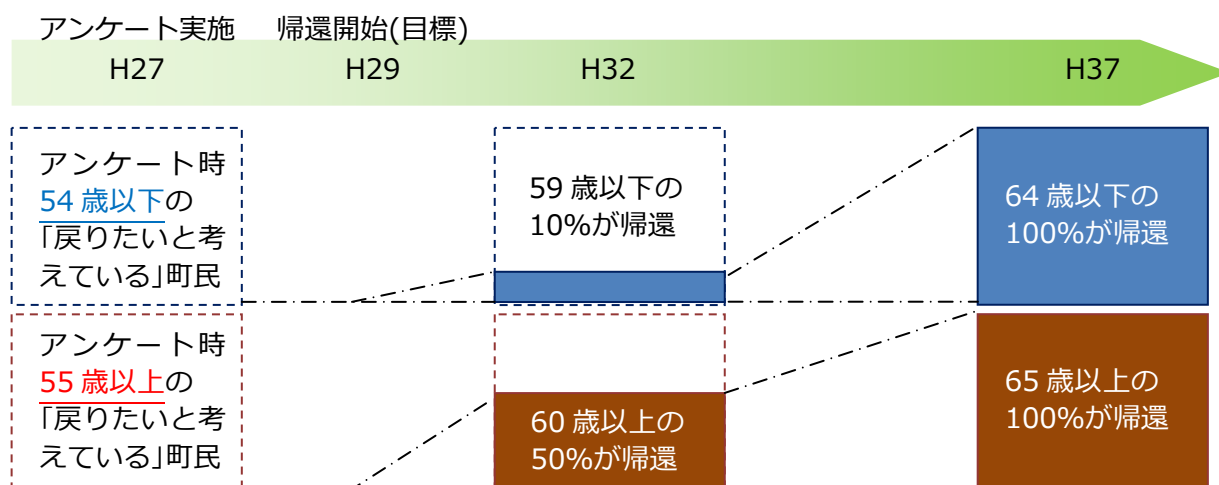 アンケート実施 帰還開始(目標)
H27 H29 H32 H37
アンケート時
54 歳以下の
「戻りたいと考
えている」町民
59 歳以下の
10%が帰還
64 歳以下の
100%が帰還
アンケート時
55 歳以上の
「戻りたいと考
えている」町民
60 歳以上の
50%が帰還
65 歳以上の
100%が帰還